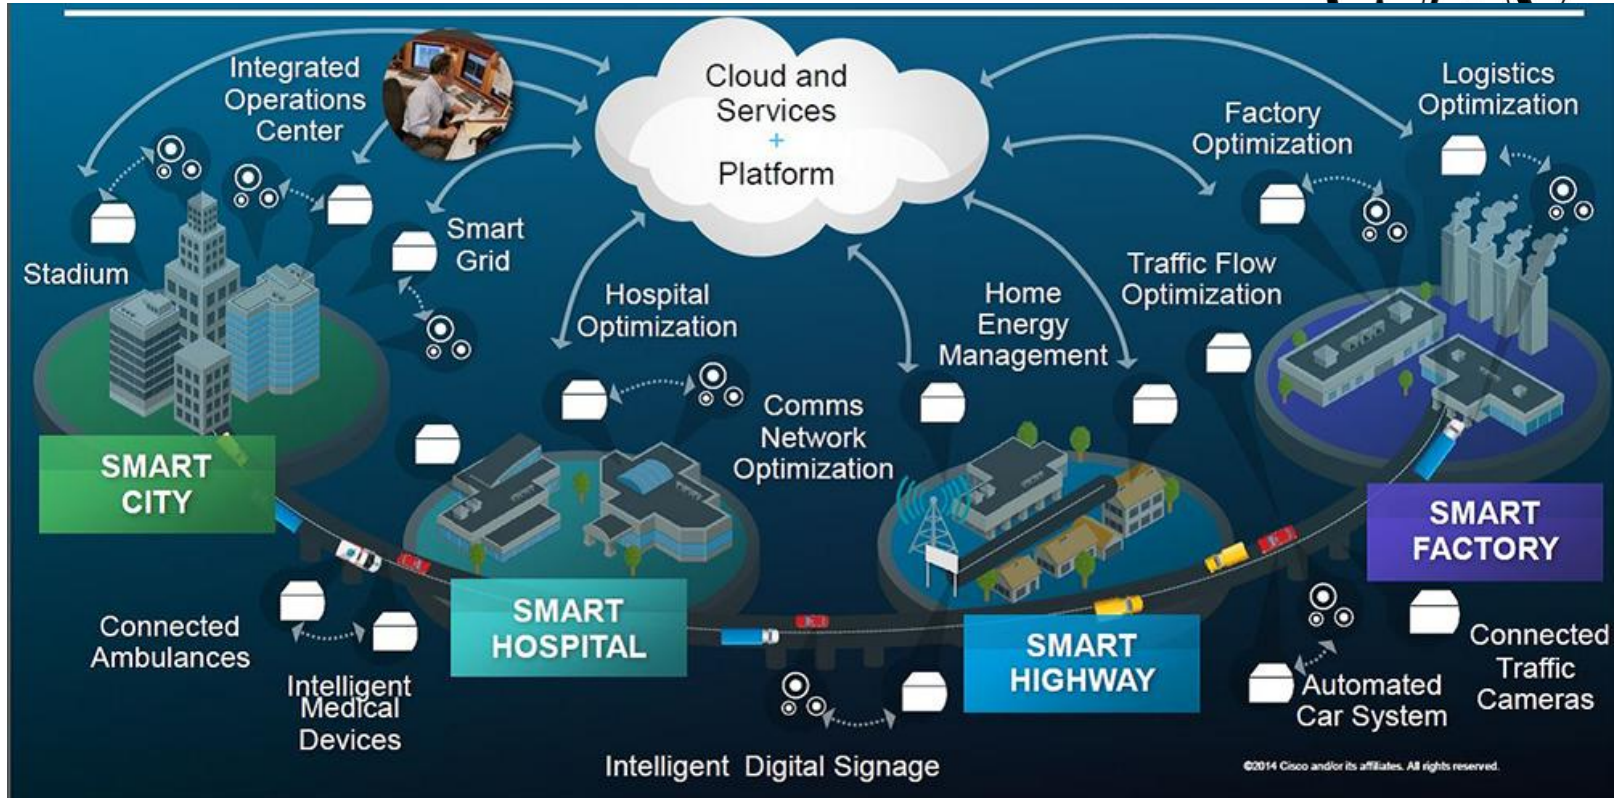 Integrated
Operations
Center
Cloud and
Services
+
Platform
Logistics
Optimization
Factory
Optimization
Stadium
Smart
Grid
Hospital
Optimization
Home
Energy
Management
Traffic Flow
Optimization
Comms
Network
Optimization
SMART
CITY
SMART
HOSPITAL
SMART
HIGHWAY
SMART
FACTORY
Connected
Ambulances
Intelligent
Medical
Devices
Intelligent Digital Signage
Automated
Car System
Connected
Traffic
Cameras
©2014 Cisco and/or its affiliates. All rights reserved.